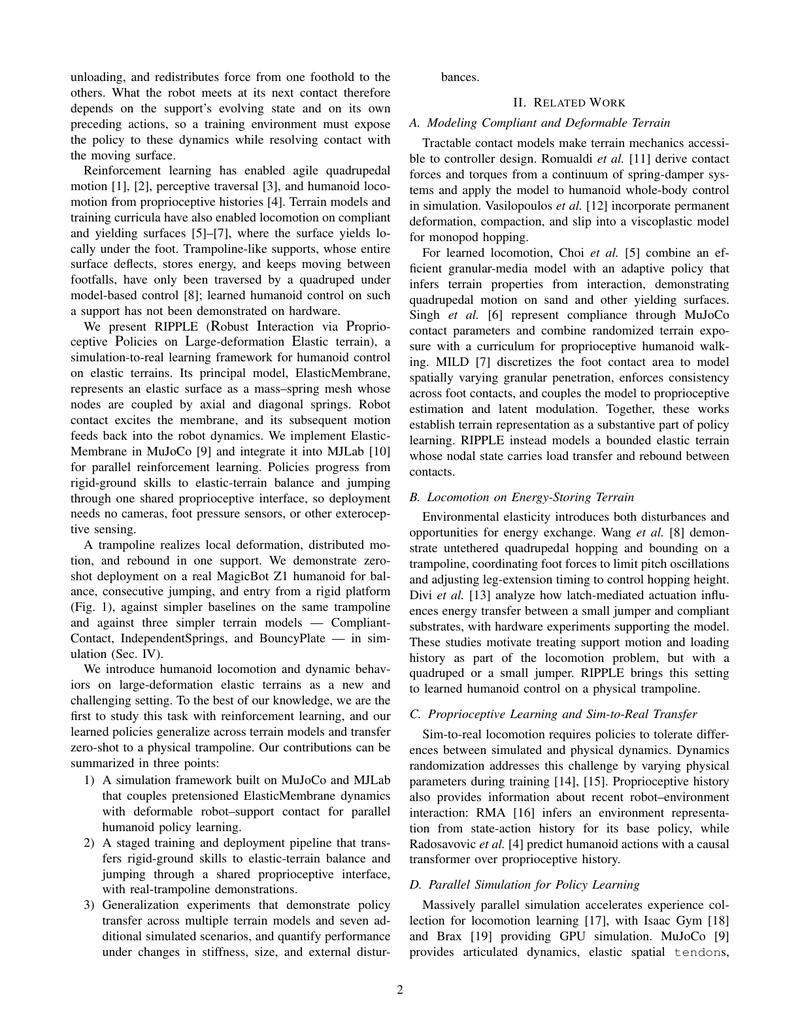 unloading, and redistributes force from one foothold to the
others. What the robot meets at its next contact therefore
depends on the support's evolving state and on its own
preceding actions, so a training environment must expose
the policy to these dynamics while resolving contact with
the moving surface.
Reinforcement learning has enabled agile quadrupedal
motion [1], [2], perceptive traversal [3], and humanoid loco-
motion from proprioceptive histories [4]. Terrain models and
training curricula have also enabled locomotion on compliant
and yielding surfaces [5]–[7], where the surface yields lo-
cally under the foot. Trampoline-like supports, whose entire
surface deflects, stores energy, and keeps moving between
footfalls, have only been traversed by a quadruped under
model-based control [8]; learned humanoid control on such
a support has not been demonstrated on hardware.
We present RIPPLE (Robust Interaction via Proprio-
ceptive Policies on Large-deformation Elastic terrain), a
simulation-to-real learning framework for humanoid control
on elastic terrains. Its principal model, ElasticMembrane,
represents an elastic surface as a mass–spring mesh whose
nodes are coupled by axial and diagonal springs. Robot
contact excites the membrane, and its subsequent motion
feeds back into the robot dynamics. We implement Elastic-
Membrane in MuJoCo [9] and integrate it into MJLab [10]
for parallel reinforcement learning. Policies progress from
rigid-ground skills to elastic-terrain balance and jumping
through one shared proprioceptive interface, so deployment
needs no cameras, foot pressure sensors, or other exterocep-
tive sensing.
A trampoline realizes local deformation, distributed mo-
tion, and rebound in one support. We demonstrate zero-
shot deployment on a real MagicBot Z1 humanoid for bal-
ance, consecutive jumping, and entry from a rigid platform
(Fig. 1), against simpler baselines on the same trampoline
and against three simpler terrain models — Compliant-
Contact, IndependentSprings, and BouncyPlate — in sim-
ulation (Sec. IV).
We introduce humanoid locomotion and dynamic behav-
iors on large-deformation elastic terrains as a new and
challenging setting. To the best of our knowledge, we are the
first to study this task with reinforcement learning, and our
learned policies generalize across terrain models and transfer
zero-shot to a physical trampoline. Our contributions can be
summarized in three points:
1) A simulation framework built on MuJoCo and MJLab
that couples pretensioned ElasticMembrane dynamics
with deformable robot–support contact for parallel
humanoid policy learning.
2) A staged training and deployment pipeline that trans-
fers rigid-ground skills to elastic-terrain balance and
jumping through a shared proprioceptive interface,
with real-trampoline demonstrations.
3) Generalization experiments that demonstrate policy
transfer across multiple terrain models and seven ad-
ditional simulated scenarios, and quantify performance
under changes in stiffness, size, and external distur-
bances.
II. RELATED WORK
A. Modeling Compliant and Deformable Terrain
Tractable contact models make terrain mechanics accessi-
ble to controller design. Romualdi et al. [11] derive contact
forces and torques from a continuum of spring-damper sys-
tems and apply the model to humanoid whole-body control
in simulation. Vasilopoulos et al. [12] incorporate permanent
deformation, compaction, and slip into a viscoplastic model
for monopod hopping.
For learned locomotion, Choi et al. [5] combine an ef-
ficient granular-media model with an adaptive policy that
infers terrain properties from interaction, demonstrating
quadrupedal motion on sand and other yielding surfaces.
Singh et al. [6] represent compliance through MuJoCo
contact parameters and combine randomized terrain expo-
sure with a curriculum for proprioceptive humanoid walk-
ing. MILD [7] discretizes the foot contact area to model
spatially varying granular penetration, enforces consistency
across foot contacts, and couples the model to proprioceptive
estimation and latent modulation. Together, these works
establish terrain representation as a substantive part of policy
learning. RIPPLE instead models a bounded elastic terrain
whose nodal state carries load transfer and rebound between
contacts.
B. Locomotion on Energy-Storing Terrain
Environmental elasticity introduces both disturbances and
opportunities for energy exchange. Wang et al. [8] demon-
strate untethered quadrupedal hopping and bounding on a
trampoline, coordinating foot forces to limit pitch oscillations
and adjusting leg-extension timing to control hopping height.
Divi et al. [13] analyze how latch-mediated actuation influ-
ences energy transfer between a small jumper and compliant
substrates, with hardware experiments supporting the model.
These studies motivate treating support motion and loading
history as part of the locomotion problem, but with a
quadruped or a small jumper. RIPPLE brings this setting
to learned humanoid control on a physical trampoline.
C. Proprioceptive Learning and Sim-to-Real Transfer
Sim-to-real locomotion requires policies to tolerate differ-
ences between simulated and physical dynamics. Dynamics
randomization addresses this challenge by varying physical
parameters during training [14], [15]. Proprioceptive history
also provides information about recent robot–environment
interaction: RMA [16] infers an environment representa-
tion from state-action history for its base policy, while
Radosavovic et al. [4] predict humanoid actions with a causal
transformer over proprioceptive history.
D. Parallel Simulation for Policy Learning
Massively parallel simulation accelerates experience col-
lection for locomotion learning [17], with Isaac Gym [18]
and Brax [19] providing GPU simulation. MuJoCo [9]
provides articulated dynamics, elastic spatial tendons,
2